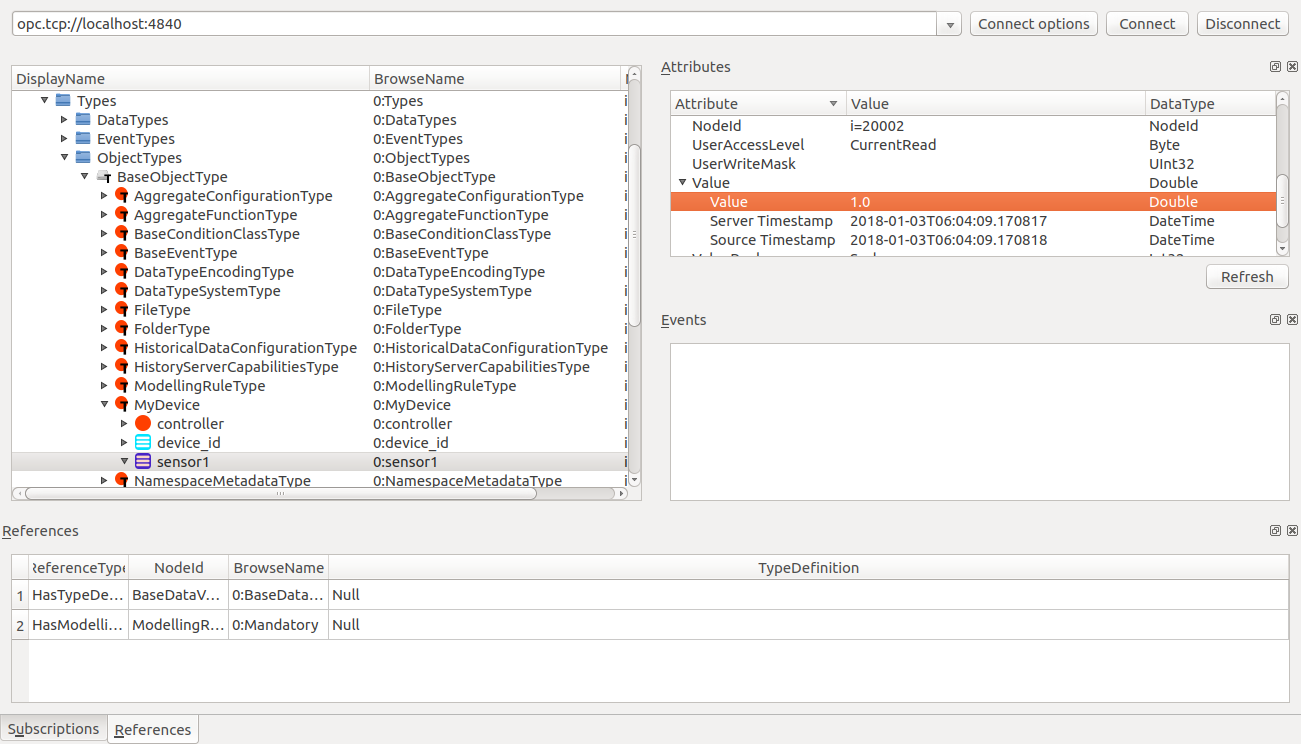 opc.tcp://localhost:4840
Connect options
Connect
Disconnect
DisplayName BrowseName
Types 0:Types i
DataTypes 0:DataTypes i
EventTypes 0:EventTypes i
ObjectTypes 0:ObjectTypes i
BaseObjectType 0:BaseObjectType i
AggregateConfigurationType 0:AggregateConfigurationType i
AggregateFunctionType 0:AggregateFunctionType i
BaseConditionClassType 0:BaseConditionClassType i
BaseEventType 0:BaseEventType i
DataTypeEncodingType 0:DataTypeEncodingType i
DataTypeSystemType 0:DataTypeSystemType i
FileType 0:FileType i
FolderType 0:FolderType i
HistoricalDataConfigurationType 0:HistoricalDataConfigurationType i
HistoryServerCapabilitiesType 0:HistoryServerCapabilitiesType i
ModellingRuleType 0:ModellingRuleType i
MyDevice 0:MyDevice i
controller 0:controller i
device_id 0:device_id i
sensor1 0:sensor1 i
NamespaceMetadataType 0:NamespaceMetadataType i
Attributes
Attribute Value DataType
NodeId i=20002 NodeId
UserAccessLevel CurrentRead Byte
UserWriteMask UInt32
Value Double
Value 1.0 Double
Server Timestamp 2018-01-03T06:04:09.170817 DateTime
Source Timestamp 2018-01-03T06:04:09.170818 DateTime
Refresh
Events
References
ReferenceType NodeId BrowseName TypeDefinition
1 HasTypeDe... BaseDataV... 0:BaseData... Null
2 HasModelli... ModellingR... 0:Mandatory Null
Subscriptions
References